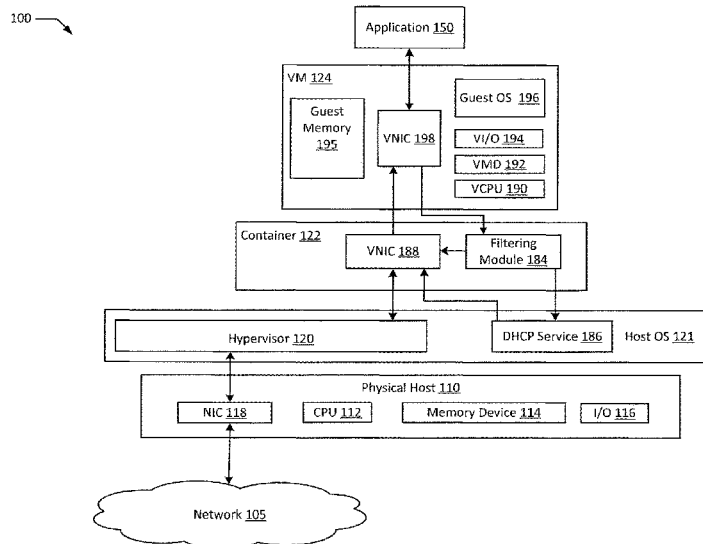 100
Application 150
VM 124
Guest OS 196
Guest
Memory
195
VNIC 198
VI/O 194
VMD 192
VCPU 190
Container 122
VNIC 188
Filtering
Module 184
Hypervisor 120
DHCP Service 186
Host OS 121
Physical Host 110
NIC 118
CPU 112
Memory Device 114
I/O 116
Network 105